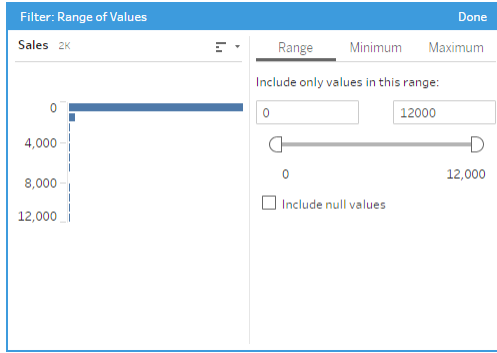 Filter: Range of Values Done
Sales 2K
Range Minimum Maximum
Include only values in this range:
0 12000
0 12,000
Include null values
0
4,000
8,000
12,000